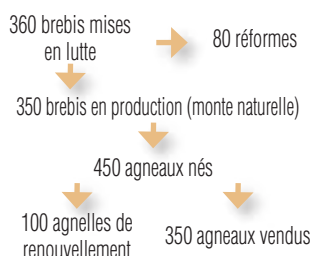 360 brebis mises
en lutte
80 réformes
350 brebis en production (monte naturelle)
450 agneaux nés
100 agnelles de
renouvellement
350 agneaux vendus